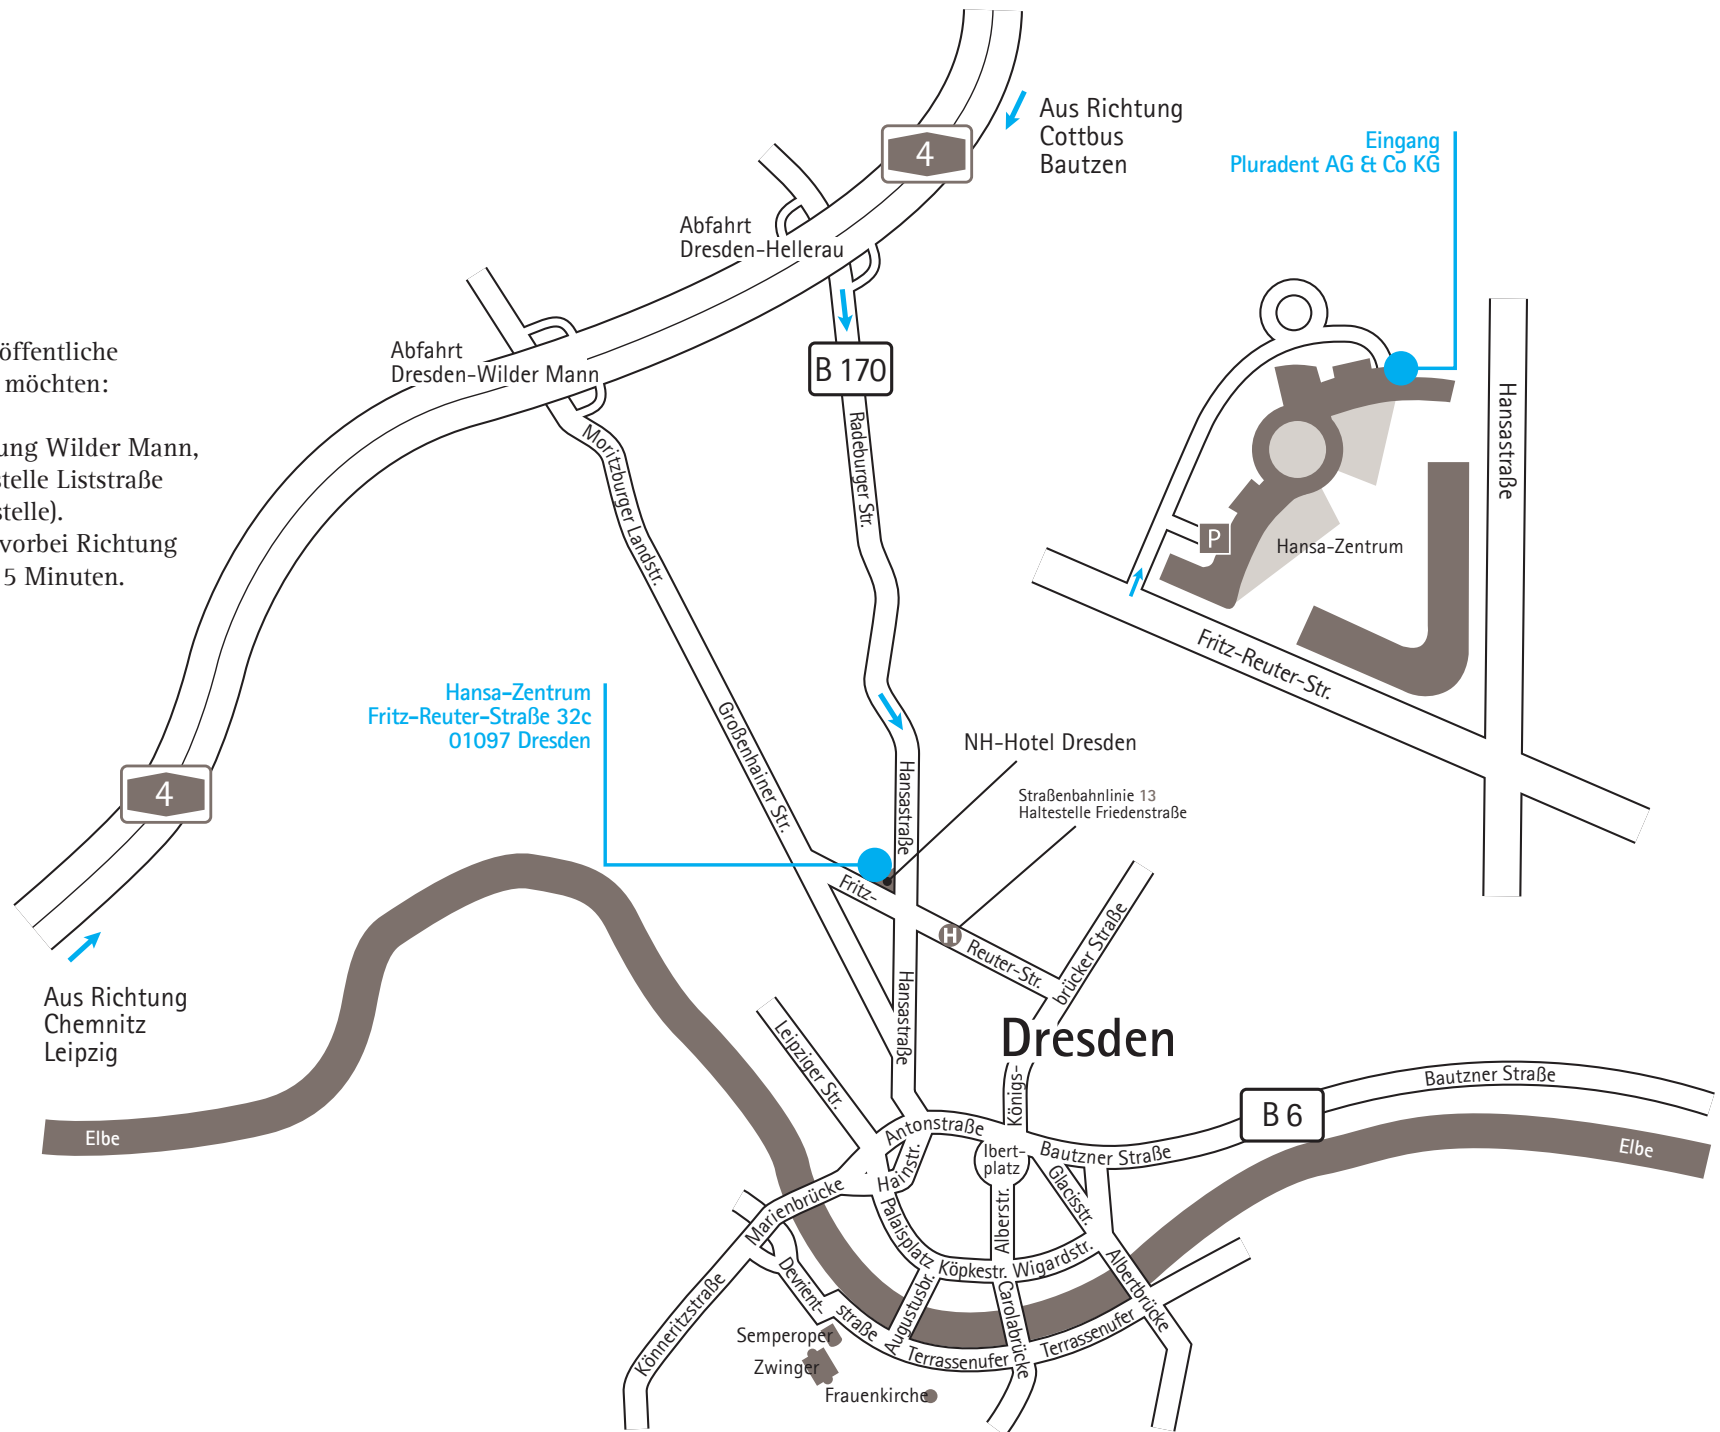 Aus Richtung
Cottbus
Bautzen
4
Eingang
Pluradent AG & Co KG
Abfahrt
Dresden-Hellerau
Abfahrt
Dresden-Wilder Mann
B 170
öffentliche
möchten:
ung Wilder Mann,
stelle Liststraße
stelle).
vorbei Richtung
5 Minuten.
Moritzburger Landstr.
Radeburger Str.
Hansastraße
P
Hansa-Zentrum
Fritz-Reuter-Str.
Hansa-Zentrum
Fritz-Reuter-Straße 32c
01097 Dresden
Großenhainer Str.
NH-Hotel Dresden
Hansastraße
Straßenbahnlinie 13
Haltestelle Friedenstraße
4
Fritz-
H
Reuter-Str.
brücker Straße
Königs-
Hansastraße
Aus Richtung
Chemnitz
Leipzig
Dresden
Leipziger Str.
Bautzner Straße
B 6
Elbe
Elbe
Antonstraße
Bautzner Straße
Ibert-
platz
Hainstr.
Glacisstr.
Marienbrücke
Palaisplatz
Alberstr.
Köpkestr.
Wigardstr.
Albertbrücke
Devrient-
straße
Augustusbr.
Carolabrücke
Könneritzstraße
Terrassenufer
Terrassenufer
Semperoper
Zwinger
Frauenkirche